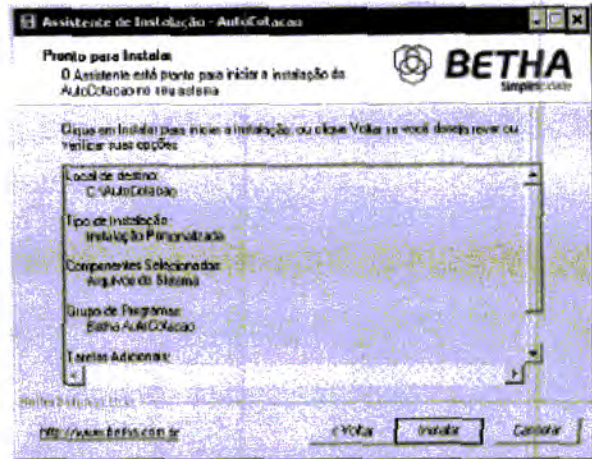 Assistente de Instalação - AutoCotacao
Pronto para Instalar
O Assistente está pronto para iniciar a instalação do
AutoCotacao no seu sistema
BETHA
Simplicidade
Clique em Instalar para iniciar a instalação, ou clique Voltar se você deseja rever ou
verificar suas opções
Local de destino:
C:\AutoCotacao
Tipo de Instalação:
Instalação Personalizada
Componentes Selecionados:
Arquivos do Sistema
Grupo de Programas:
Betha AutoCotacao
Tarefas Adicionais:
http://www.betha.com.br
< Voltar
Instalar
Cancelar